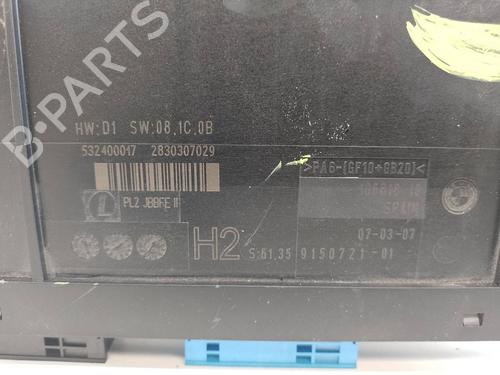 B-PARTS
HW:D1 SW:08.1C.0B
532400017 2830307029
>PA6-(GF10+GB20)<
L PL2 JBBFE II
SPAIN
07-03-07
H2 S:61.35 9150721-01